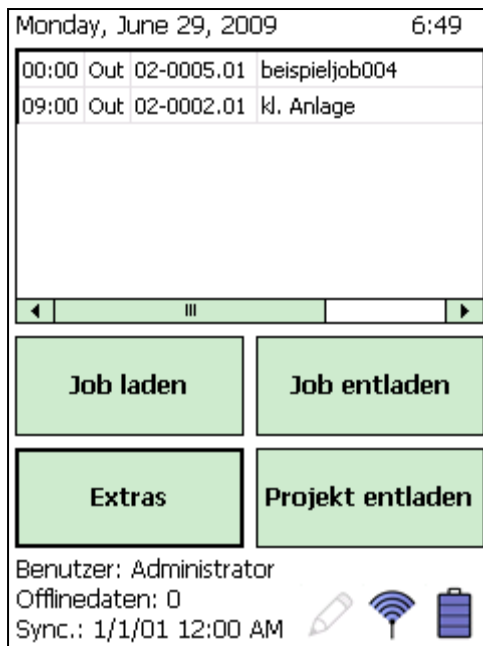 Monday, June 29, 2009 6:49
00:00 Out 02-0005.01 beispieljob004
09:00 Out 02-0002.01 kl. Anlage
Job laden Job entladen
Extras Projekt entladen
Benutzer: Administrator
Offlinedaten: 0
Sync.: 1/1/01 12:00 AM